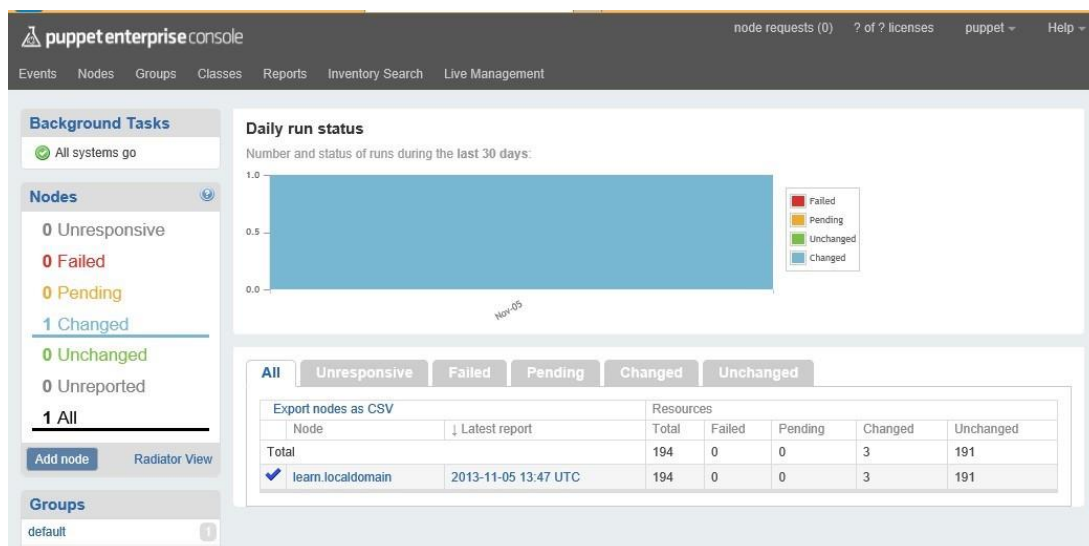 puppet enterprise console
node requests (0) ? of ? licenses puppet Help
Events Nodes Groups Classes Reports Inventory Search Live Management
Background Tasks
All systems go
Nodes
0 Unresponsive
0 Failed
0 Pending
1 Changed
0 Unchanged
0 Unreported
1 All
Add node Radiator View
Groups
default 1
Daily run status
Number and status of runs during the last 30 days:
1.0
0.5
0.0
Nov-05
Failed
Pending
Unchanged
Changed
All Unresponsive Failed Pending Changed Unchanged
Export nodes as CSV Resources
Node ↓ Latest report Total Failed Pending Changed Unchanged
Total 194 0 0 3 191
learn.localdomain 2013-11-05 13:47 UTC 194 0 0 3 191